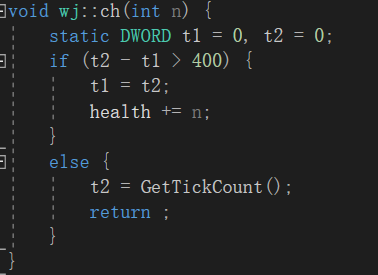 void wj::ch(int n) {
    static DWORD t1 = 0, t2 = 0;
    if (t2 - t1 > 400) {
        t1 = t2;
        health += n;
    }
    else {
        t2 = GetTickCount();
        return ;
    }
}